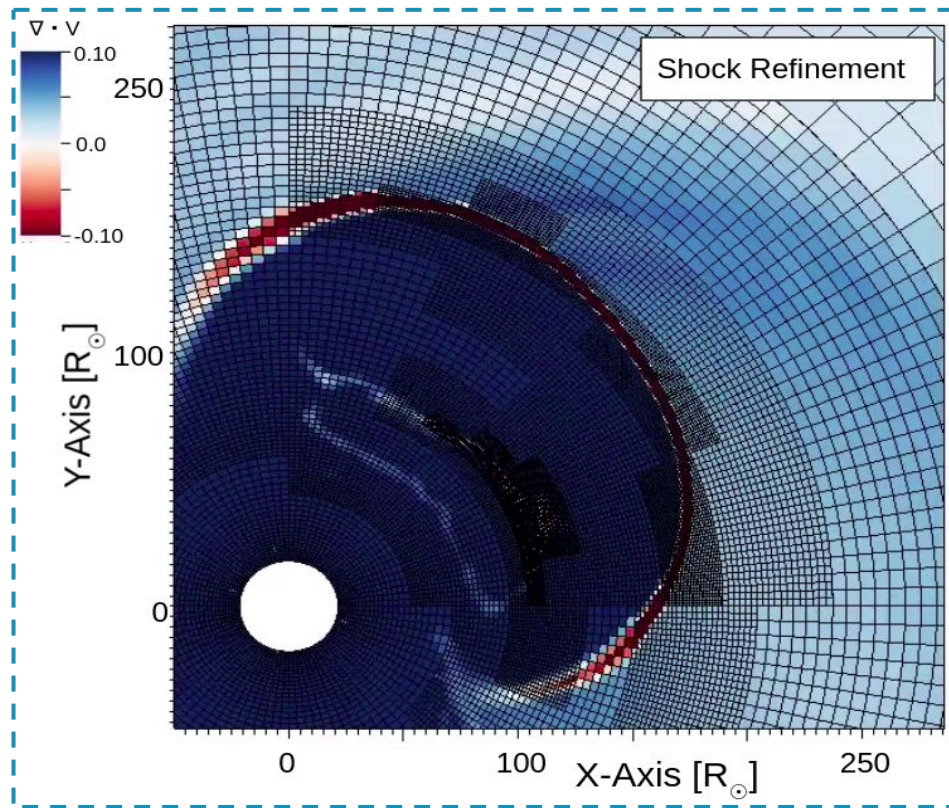 ∇ · V
0.10
0.0
-0.10
Shock Refinement
250
100
0
Y-Axis [R☉]
0
100
250
X-Axis [R☉]